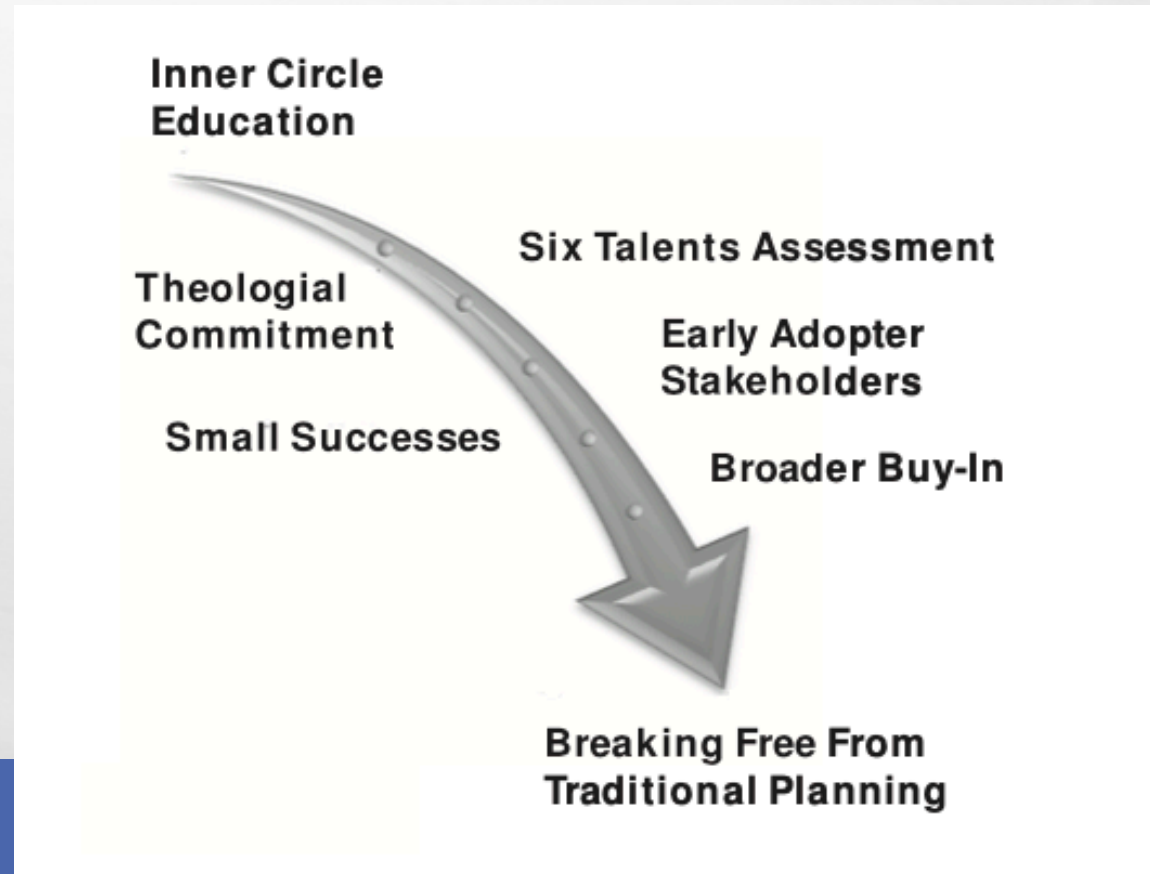 Inner Circle
Education
Six Talents Assessment
Theologial
Commitment
Early Adopter
Stakeholders
Small Successes
Broader Buy-In
Breaking Free From
Traditional Planning